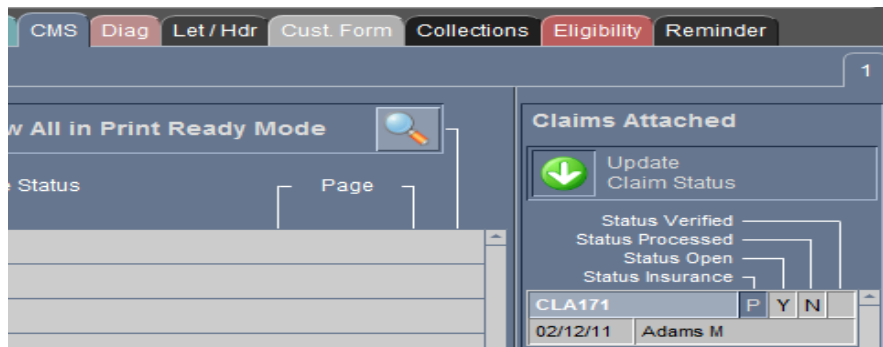 CMS Diag Let / Hdr Cust. Form Collections Eligibility Reminder
1
w All in Print Ready Mode
Status
Page
Claims Attached
Update
Claim Status
Status Verified
Status Processed
Status Open
Status Insurance
CLA171 P Y N
02/12/11 Adams M